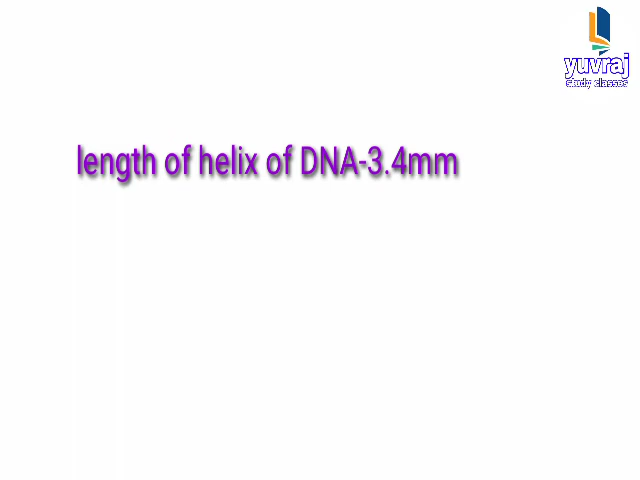 yuvraj
study classes
length of helix of DNA-3.4mm